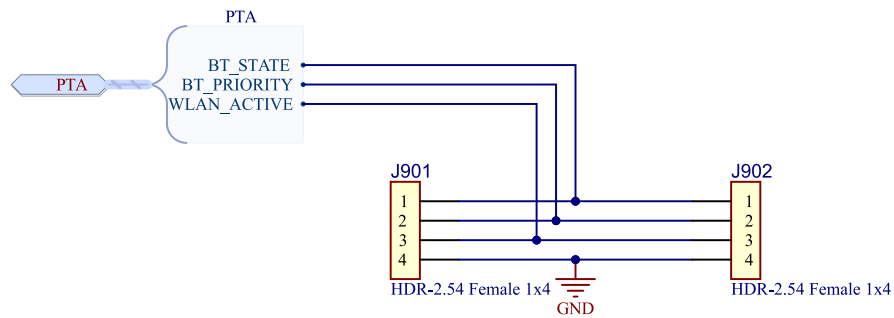 PTA
BT_STATE
PTA
BT_PRIORITY
WLAN_ACTIVE
J901
J902
1
1
2
2
3
3
4
4
HDR-2.54 Female 1x4
HDR-2.54 Female 1x4
GND